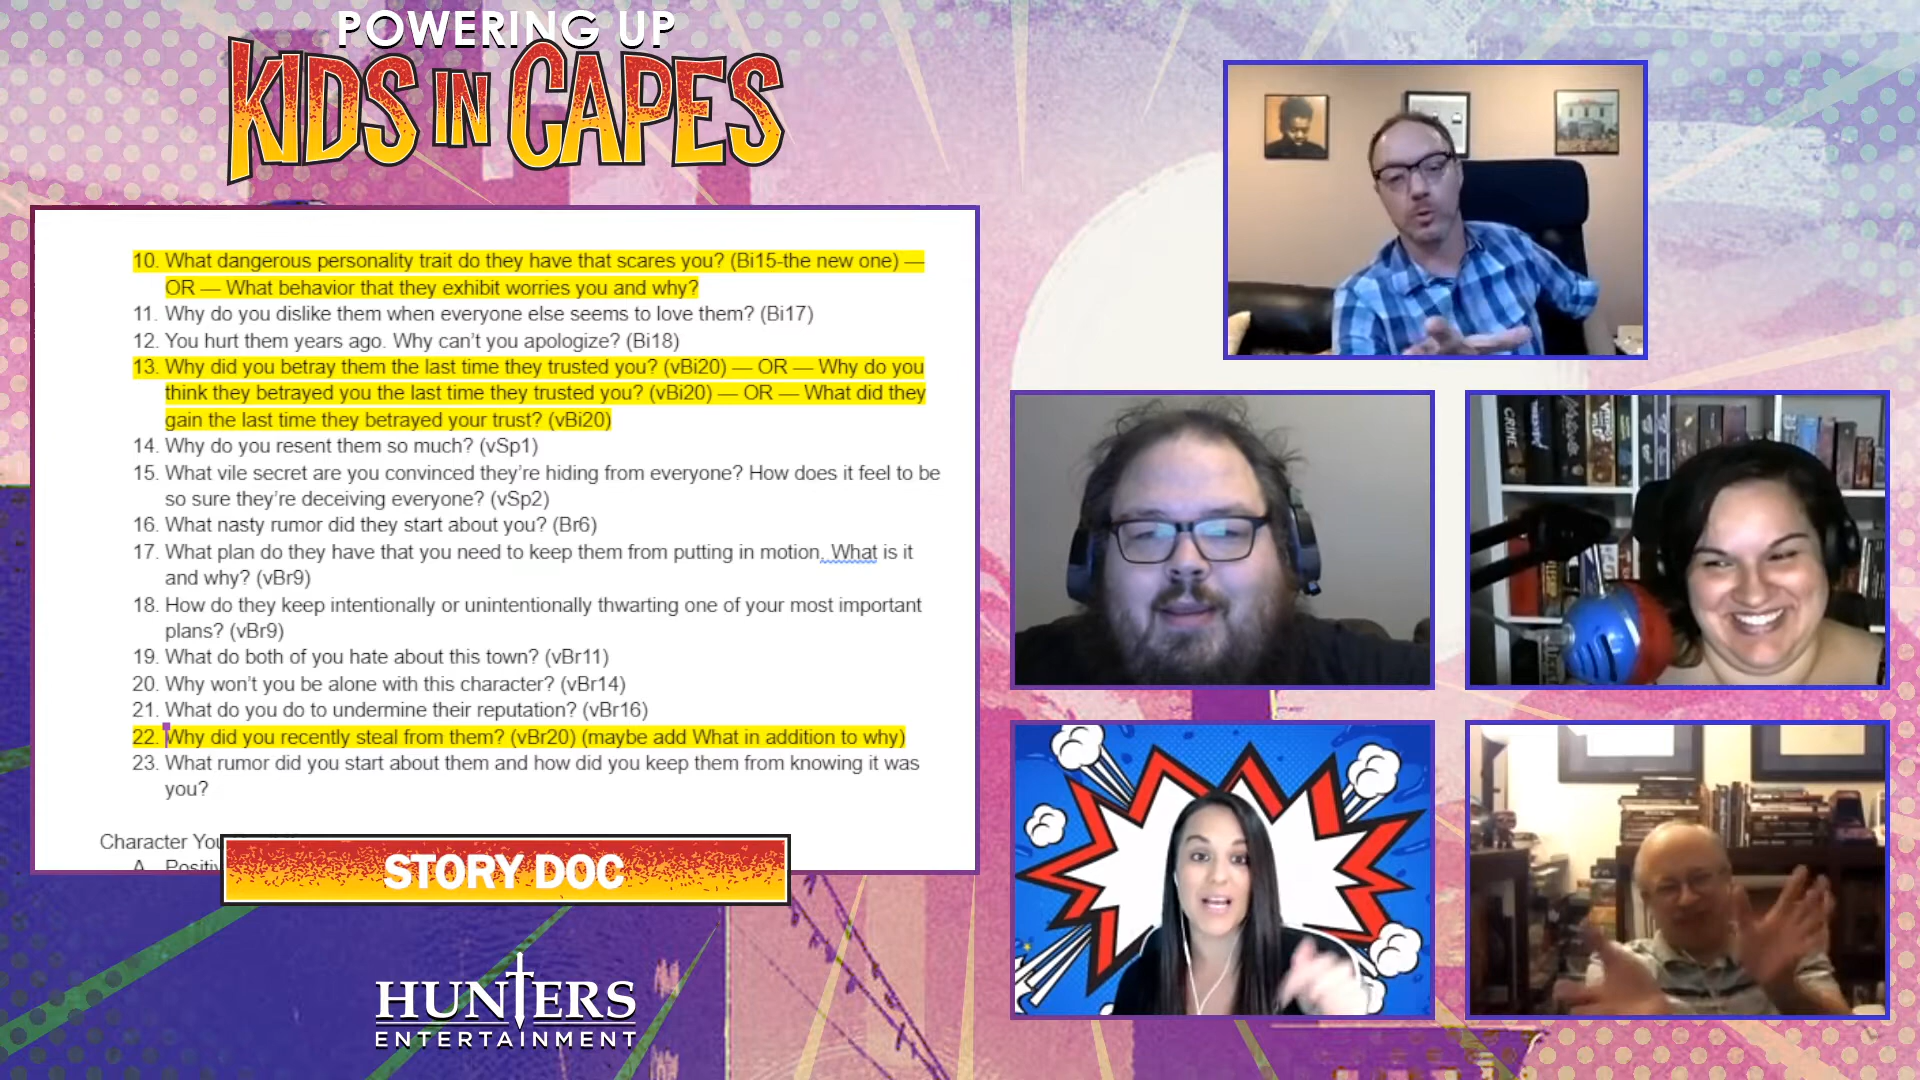 POWERING UP
KIDS IN CAPES
10. What dangerous personality trait do they have that scares you? (Bi15-the new one) —
OR — What behavior that they exhibit worries you and why?
11. Why do you dislike them when everyone else seems to love them? (Bi17)
12. You hurt them years ago. Why can't you apologize? (Bi18)
13. Why did you betray them the last time they trusted you? (vBi20) — OR — Why do you
think they betrayed you the last time they trusted you? (vBi20) — OR — What did they
gain the last time they betrayed your trust? (vBi20)
14. Why do you resent them so much? (vSp1)
15. What vile secret are you convinced they're hiding from everyone? How does it feel to be
so sure they're deceiving everyone? (vSp2)
16. What nasty rumor did they start about you? (Br6)
17. What plan do they have that you need to keep them from putting in motion. What is it
and why? (vBr9)
18. How do they keep intentionally or unintentionally thwarting one of your most important
plans? (vBr9)
19. What do both of you hate about this town? (vBr11)
20. Why won't you be alone with this character? (vBr14)
21. What do you do to undermine their reputation? (vBr16)
22. Why did you recently steal from them? (vBr20) (maybe add What in addition to why)
23. What rumor did you start about them and how did you keep them from knowing it was
you?
Character You
A. Positiv
STORY DOC
HUNTERS
ENTERTAINMENT
CRIME